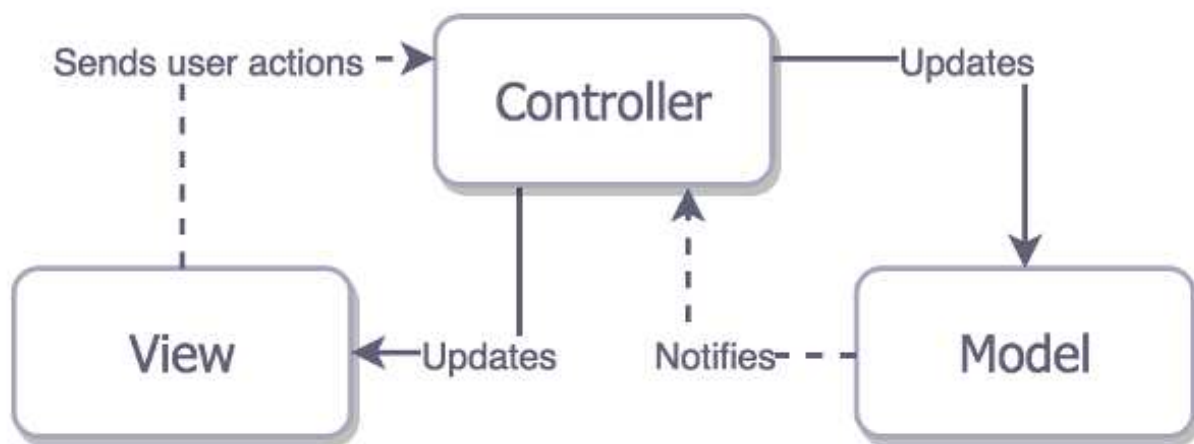 Sends user actions
Controller
Updates
View
Updates
Notifies
Model